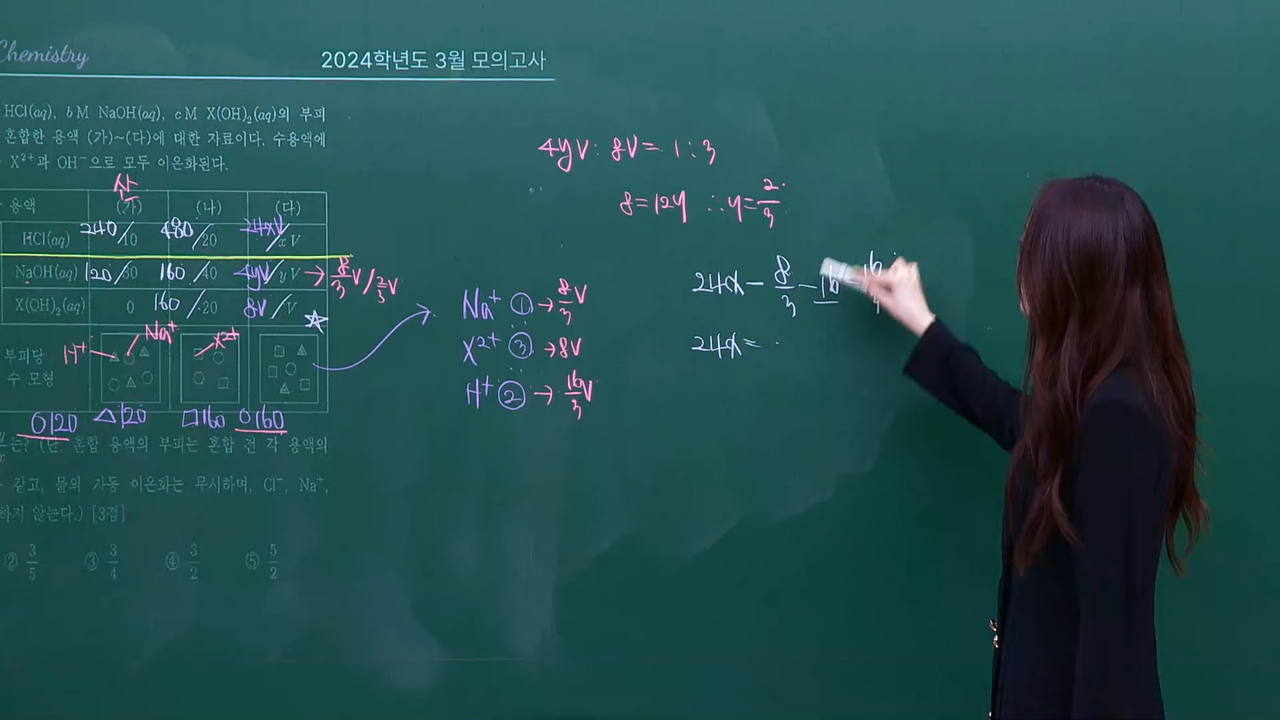 Chemistry
2024학년도 3월 모의고사
HCl(aq), b M NaOH(aq), c M X(OH)₂(aq)의 부피
혼합한 용액 (가)~(다)에 대한 자료이다. 수용액에
X²⁺과 OH⁻으로 모두 이온화된다.
산
용액 (가) (나) (다)
HCl(aq) 240/10 480/20 24xV/xV
NaOH(aq) 120/30 160/40 4yV/yV → 8/3V/2/3V
X(OH)₂(aq) 0 160/20 8V/V
부피당
수 모형
H⁺ Na⁺ X²⁺
○120 △120 □160 ○160
는? (단, 혼합 용액의 부피는 혼합 전 각 용액의
같고, 물의 자동 이온화는 무시하며, Cl⁻, Na⁺,
하지 않는다.) [3점]
② 3/5 ③ 3/4 ④ 3/2 ⑤ 5/2
4yV : 8V = 1 : 3
8 = 12y ∴ y = 2/3
Na⁺ ① → 8/3V
X²⁺ ③ → 8V
H⁺ ② → 16/3V
24x - 8/3 - 16 = 16
24x =